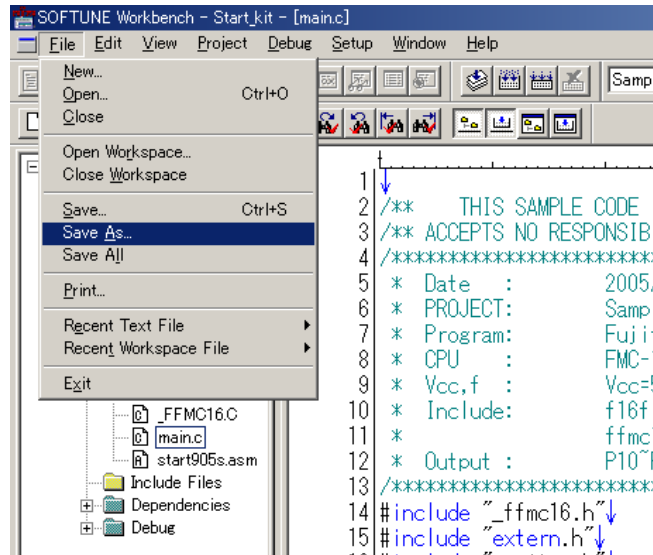 SOFTUNE Workbench - Start_kit - [main.c]
File Edit View Project Debug Setup Window Help
New...
Open... Ctrl+O
Close
Open Workspace...
Close Workspace
Save... Ctrl+S
Save As...
Save All
Print...
Recent Text File
Recent Workspace File
Exit
Samp
_FFMC16.C
main.c
start905s.asm
Include Files
Dependencies
Debug
1
2 /** THIS SAMPLE CODE
3 /** ACCEPTS NO RESPONSIB
4 /*************************
5 * Date : 2005/
6 * PROJECT: Samp
7 * Program: Fujit
8 * CPU : FMC-
9 * Vcc,f : Vcc=5
10 * Include: f16f
11 * ffmc
12 * Output : P10~
13 /*************************
14 #include "_ffmc16.h"↓
15 #include "extern.h"↓